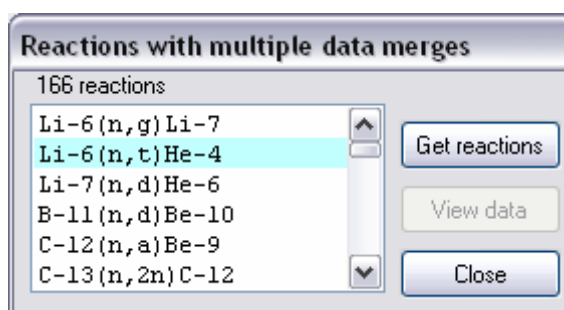 Reactions with multiple data merges
166 reactions
Li-6(n,g)Li-7
Li-6(n,t)He-4
Li-7(n,d)He-6
B-11(n,d)Be-10
C-12(n,a)Be-9
C-13(n,2n)C-12
Get reactions
View data
Close